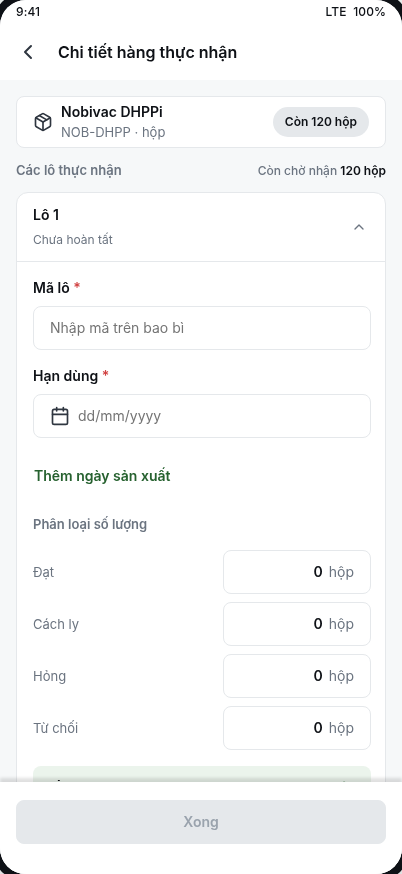 9:41
LTE 100%
Chi tiết hàng thực nhận
Nobivac DHPPi
NOB-DHPP · hộp
Còn 120 hộp
Các lô thực nhận
Còn chờ nhận 120 hộp
Lô 1
Chưa hoàn tất
Mã lô *
Nhập mã trên bao bì
Hạn dùng *
dd/mm/yyyy
Thêm ngày sản xuất
Phân loại số lượng
Đạt
0 hộp
Cách ly
0 hộp
Hỏng
0 hộp
Từ chối
0 hộp
Xong